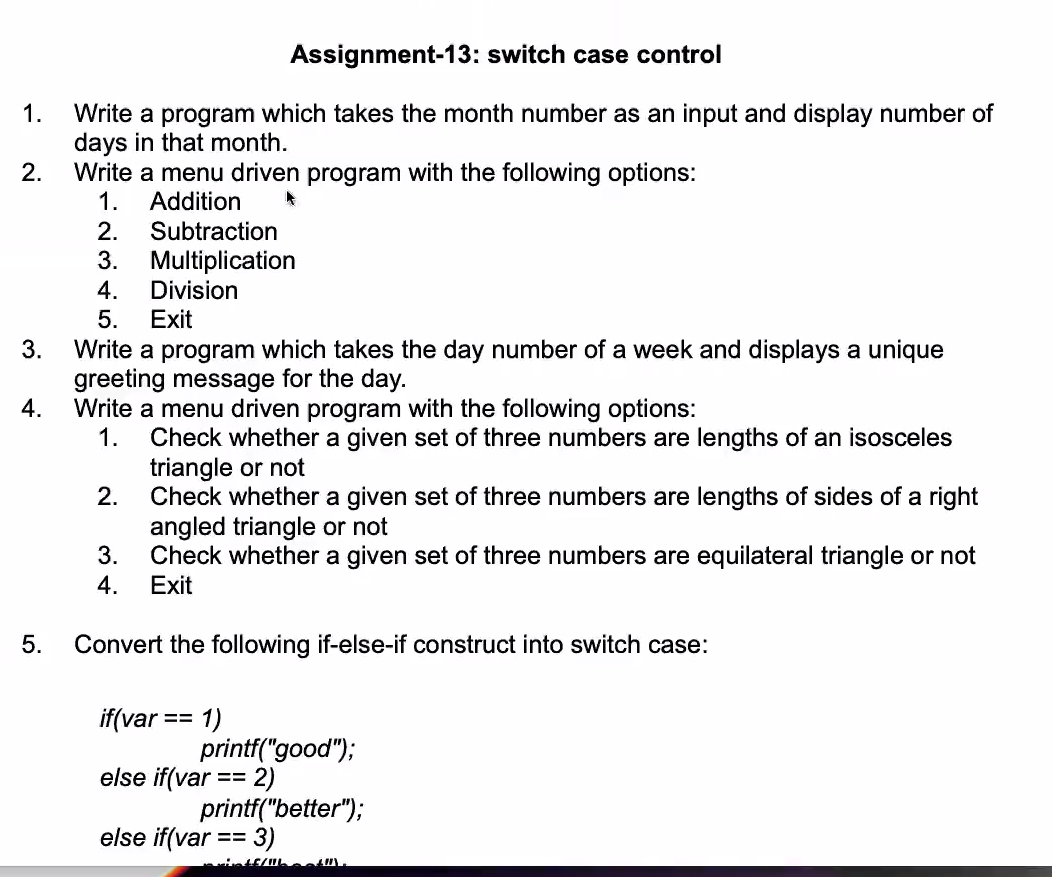 Assignment-13: switch case control
1. Write a program which takes the month number as an input and display number of
days in that month.
2. Write a menu driven program with the following options:
1. Addition
2. Subtraction
3. Multiplication
4. Division
5. Exit
3. Write a program which takes the day number of a week and displays a unique
greeting message for the day.
4. Write a menu driven program with the following options:
1. Check whether a given set of three numbers are lengths of an isosceles
triangle or not
2. Check whether a given set of three numbers are lengths of sides of a right
angled triangle or not
3. Check whether a given set of three numbers are equilateral triangle or not
4. Exit
5. Convert the following if-else-if construct into switch case:
if(var == 1)
printf("good");
else if(var == 2)
printf("better");
else if(var == 3)
printf("best");